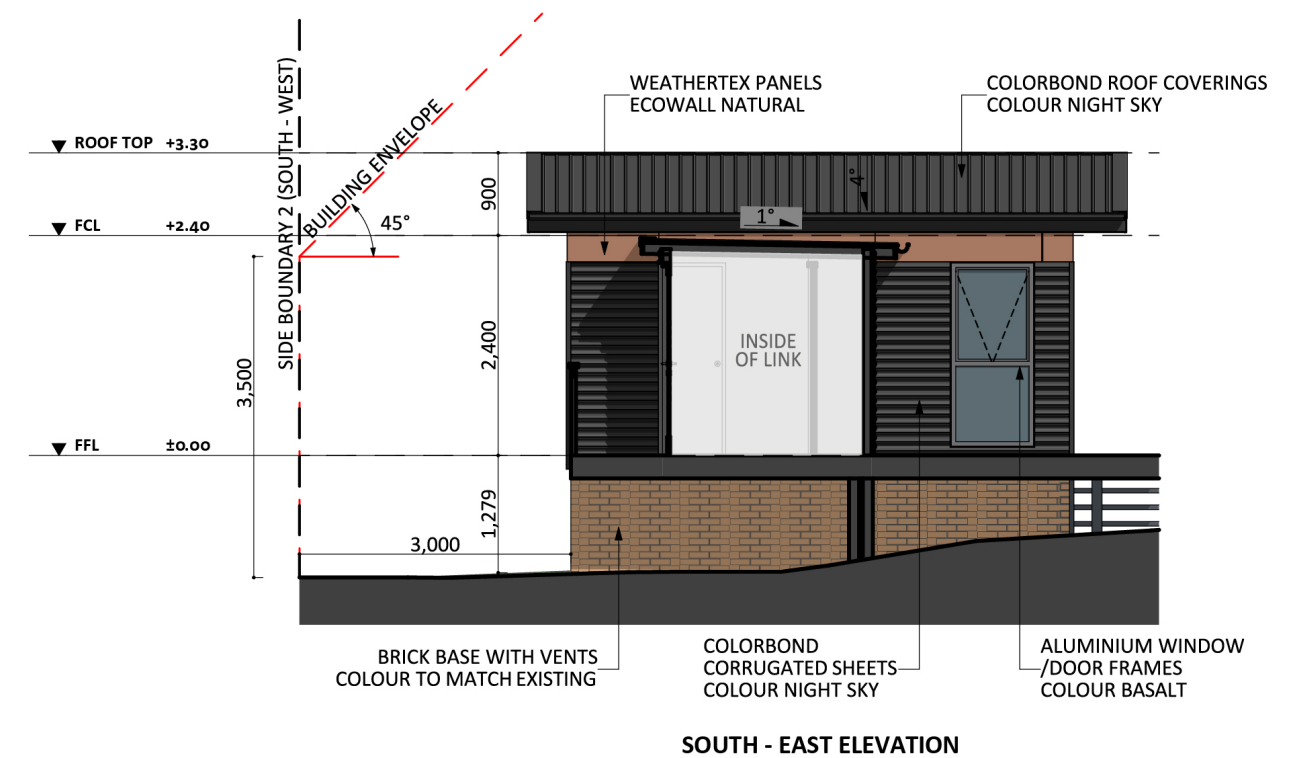 WEATHERTEX PANELS
ECOWALL NATURAL
COLORBOND ROOF COVERINGS
COLOUR NIGHT SKY
SIDE BOUNDARY 2 (SOUTH - WEST)
BUILDING ENVELOPE
45°
ROOF TOP +3.30
FCL +2.40
FFL ±0.00
900
2,400
1,279
3,500
3,000
4°
1°
INSIDE
OF LINK
BRICK BASE WITH VENTS
COLOUR TO MATCH EXISTING
COLORBOND
CORRUGATED SHEETS
COLOUR NIGHT SKY
ALUMINIUM WINDOW
/DOOR FRAMES
COLOUR BASALT
SOUTH - EAST ELEVATION